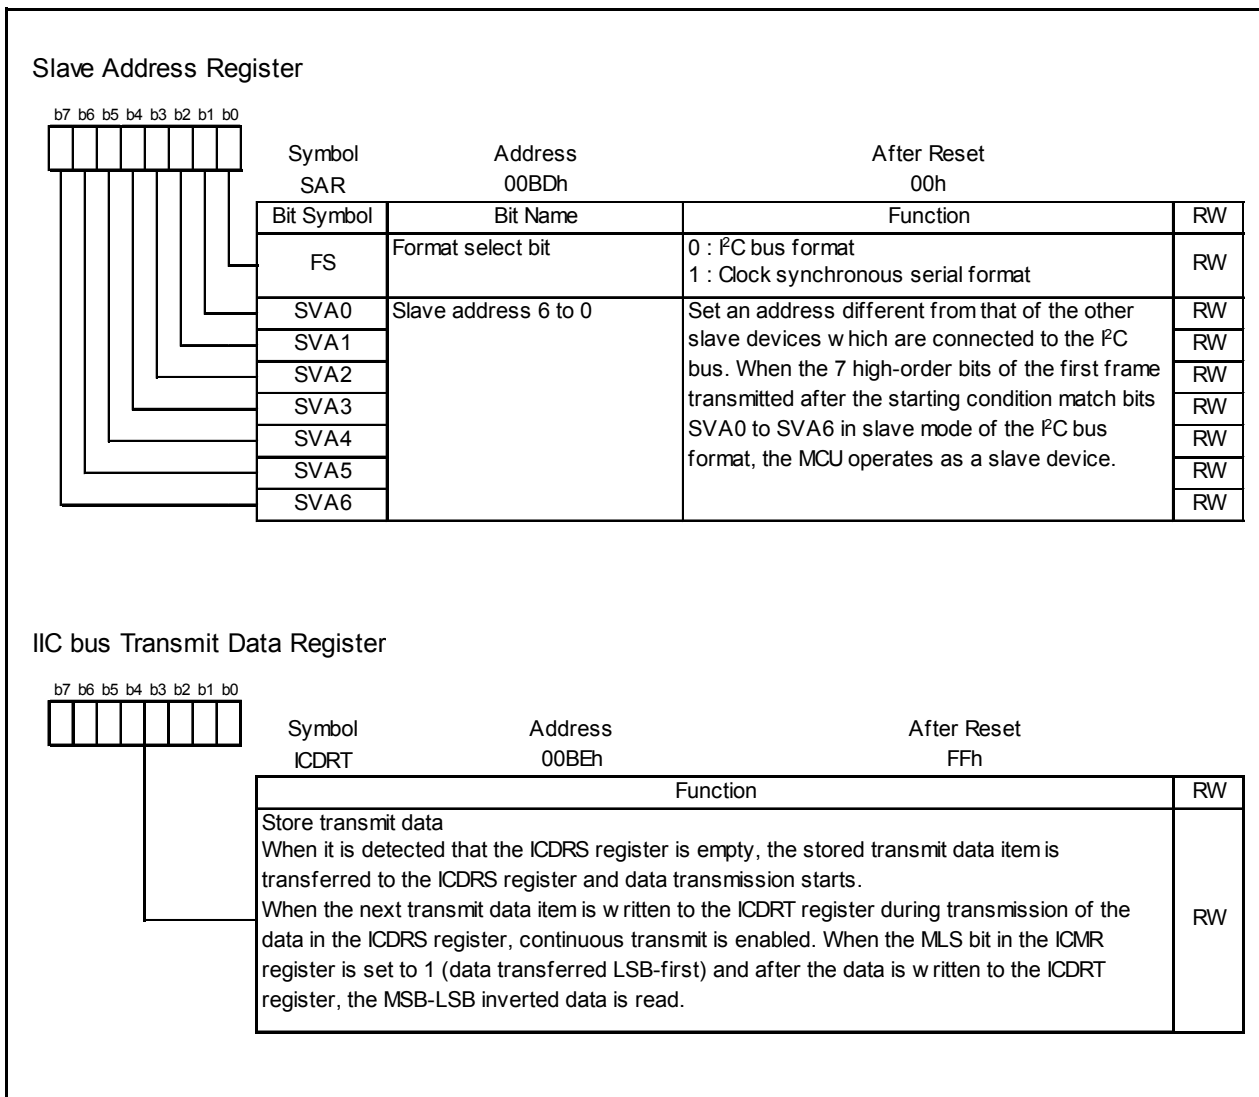 Slave Address Register
b7 b6 b5 b4 b3 b2 b1 b0
Symbol Address After Reset
SAR 00BDh 00h
Bit Symbol Bit Name Function RW
FS Format select bit 0 : I²C bus format RW
1 : Clock synchronous serial format
SVA0 Slave address 6 to 0 Set an address different from that of the other RW
SVA1 slave devices which are connected to the I²C RW
SVA2 bus. When the 7 high-order bits of the first frame RW
SVA3 transmitted after the starting condition match bits RW
SVA4 SVA0 to SVA6 in slave mode of the I²C bus RW
SVA5 format, the MCU operates as a slave device. RW
SVA6 RW
IIC bus Transmit Data Register
b7 b6 b5 b4 b3 b2 b1 b0
Symbol Address After Reset
ICDRT 00BEh FFh
Function RW
Store transmit data
When it is detected that the ICDRS register is empty, the stored transmit data item is
transferred to the ICDRS register and data transmission starts.
When the next transmit data item is written to the ICDRT register during transmission of the RW
data in the ICDRS register, continuous transmit is enabled. When the MLS bit in the ICMR
register is set to 1 (data transferred LSB-first) and after the data is written to the ICDRT
register, the MSB-LSB inverted data is read.